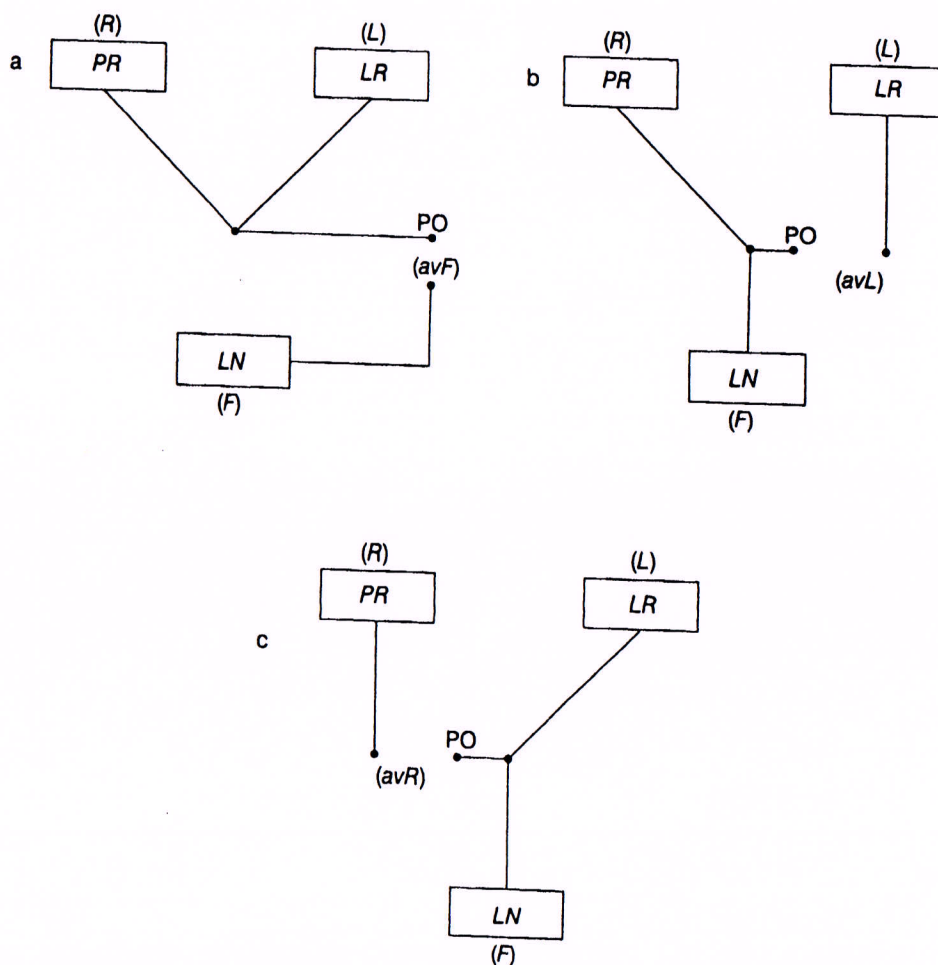 a
(R)
PR
(L)
LR
PO
(avF)
LN
(F)
b
(R)
PR
(L)
LR
PO
(avL)
LN
(F)
c
(R)
PR
(L)
LR
PO
(avR)
LN
(F)